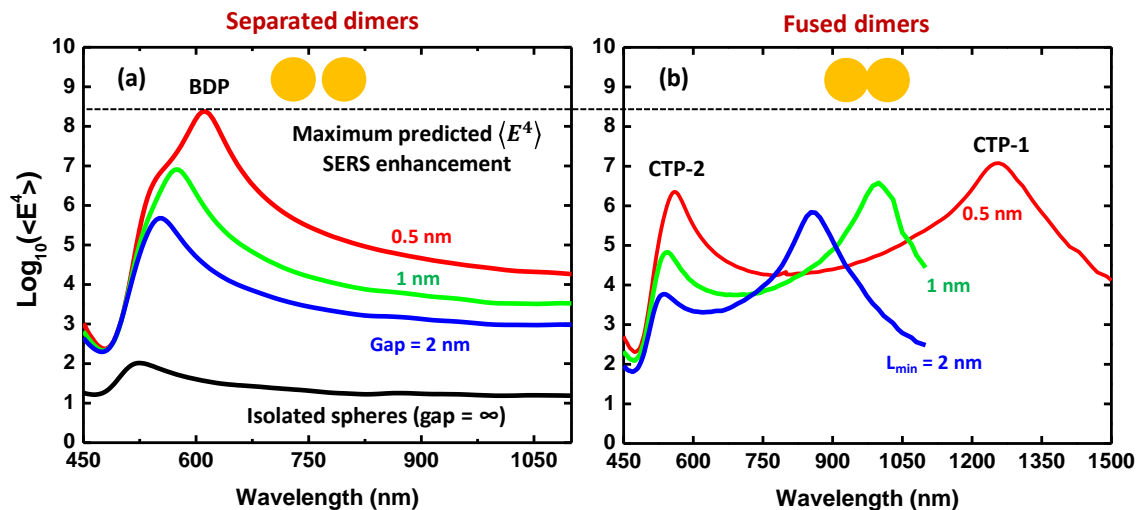 Separated dimers
Fused dimers
(a)
BDP
Maximum predicted ⟨E⁴⟩
SERS enhancement
0.5 nm
1 nm
Gap = 2 nm
Isolated spheres (gap = ∞)
Log₁₀(<E⁴>)
10
9
8
7
6
5
4
3
2
1
0
450
600
750
900
1050
Wavelength (nm)
(b)
CTP-2
CTP-1
0.5 nm
1 nm
Lmin = 2 nm
10
9
8
7
6
5
4
3
2
1
0
450
600
750
900
1050
1200
1350
1500
Wavelength (nm)